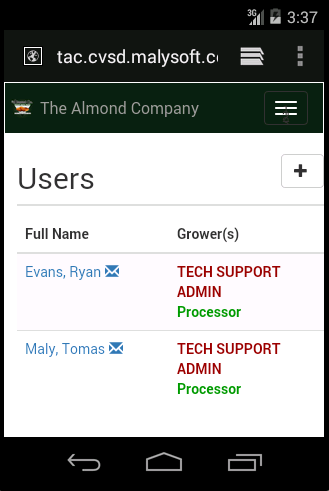 3G 3:37
tac.cvsd.malysoft.c
The Almond Company
Users
Full Name Grower(s)
Evans, Ryan TECH SUPPORT
ADMIN
Processor
Maly, Tomas TECH SUPPORT
ADMIN
Processor